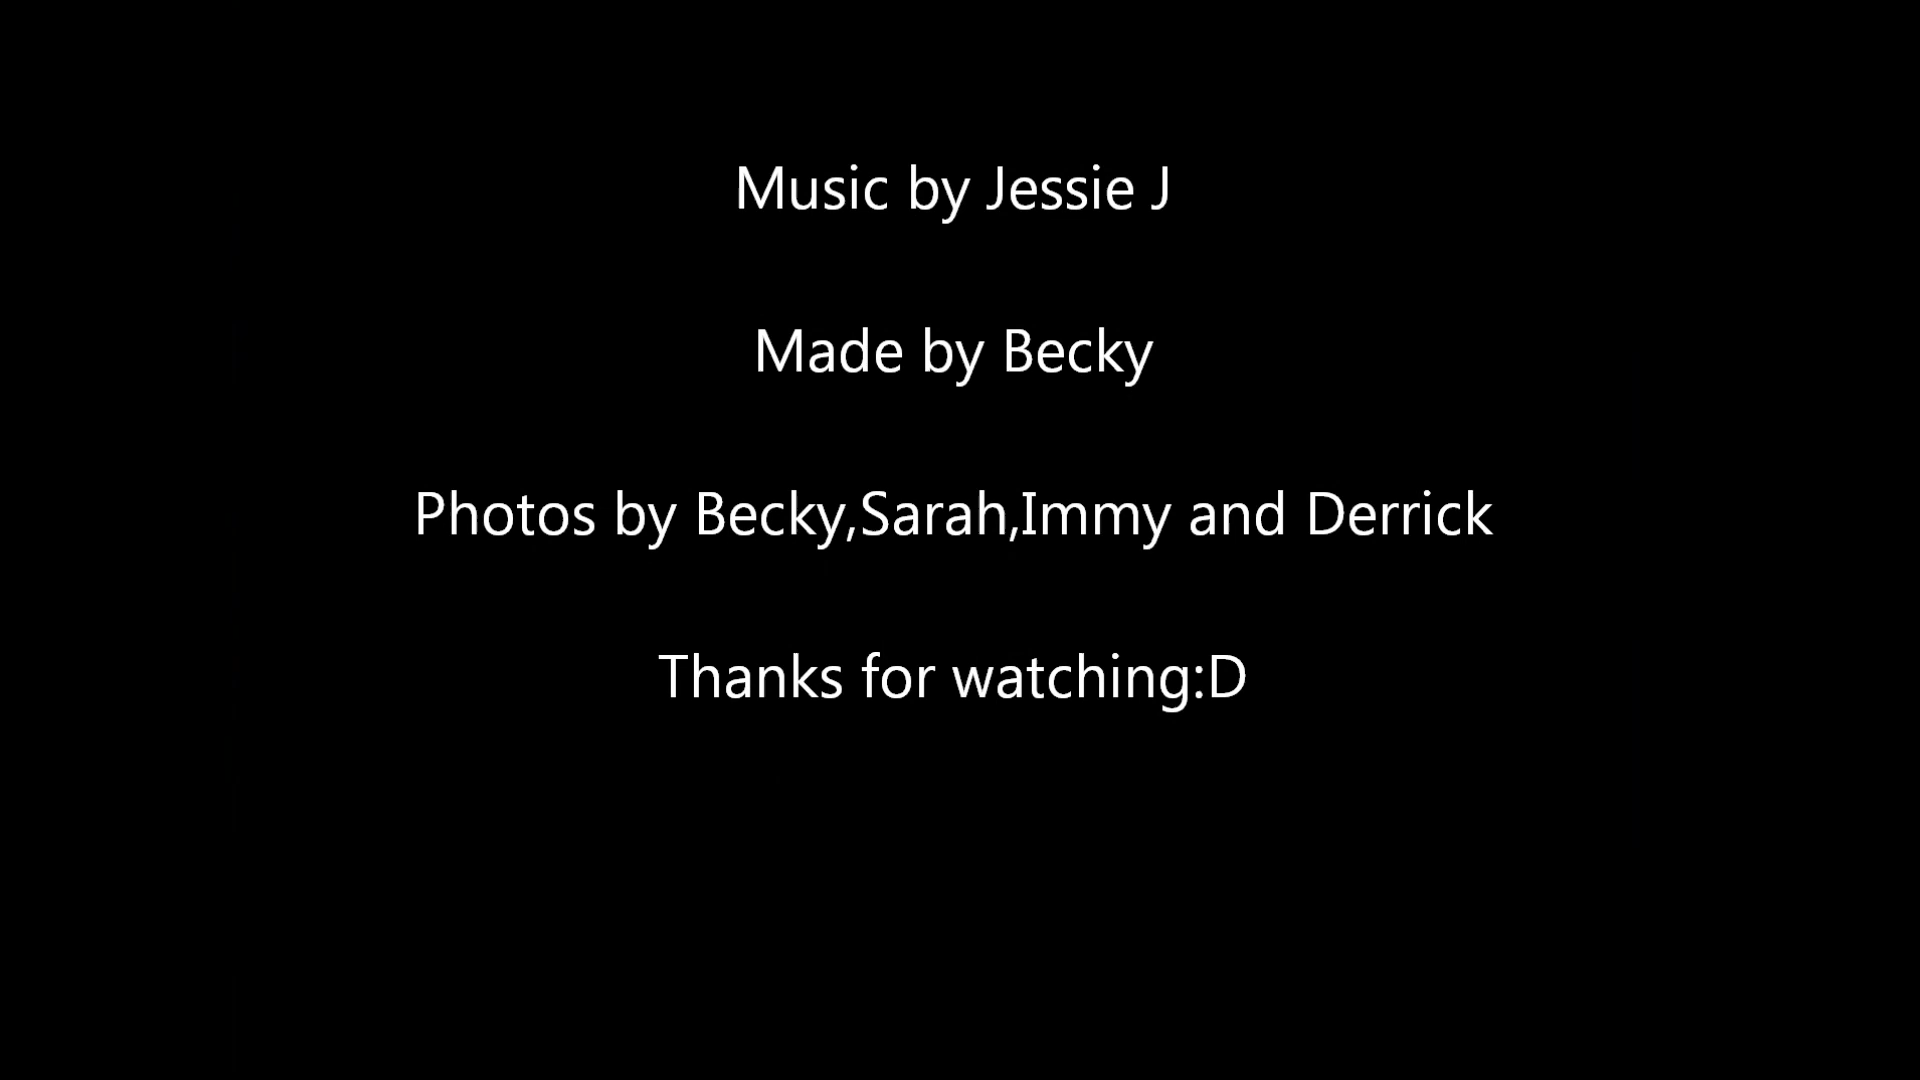 Music by Jessie J
Made by Becky
Photos by Becky,Sarah,Immy and Derrick
Thanks for watching:D